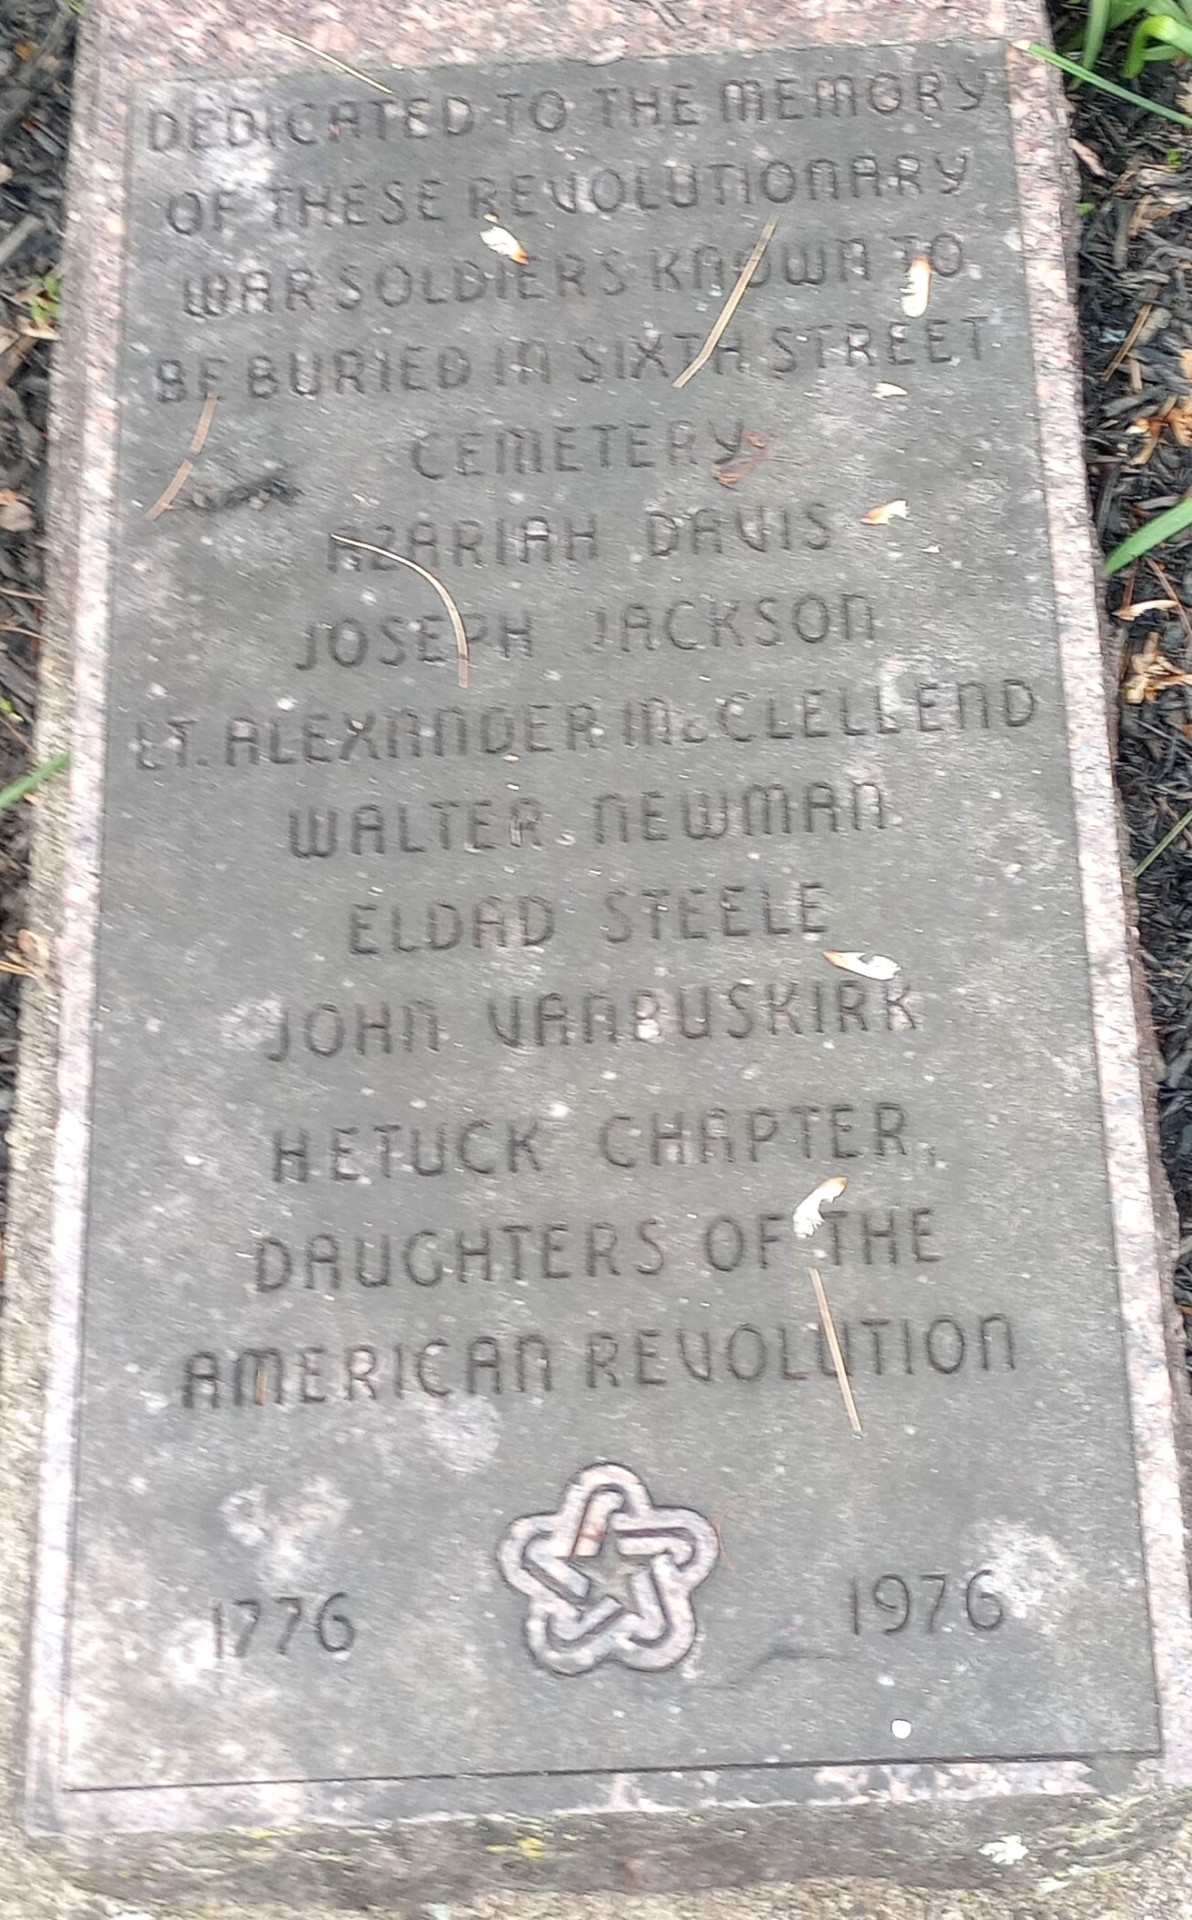 DEDICATED TO THE MEMORY
OF THESE REVOLUTIONARY
WAR SOLDIERS KNOWN TO
BE BURIED IN SIXTH STREET
CEMETERY
AZARIAH DAVIS
JOSEPH JACKSON
LT. ALEXANDER McCLELLEND
WALTER NEWMAN
ELDAD STEELE
JOHN VANBUSKIRK
HETUCK CHAPTER,
DAUGHTERS OF THE
AMERICAN REVOLUTION
1776 1976